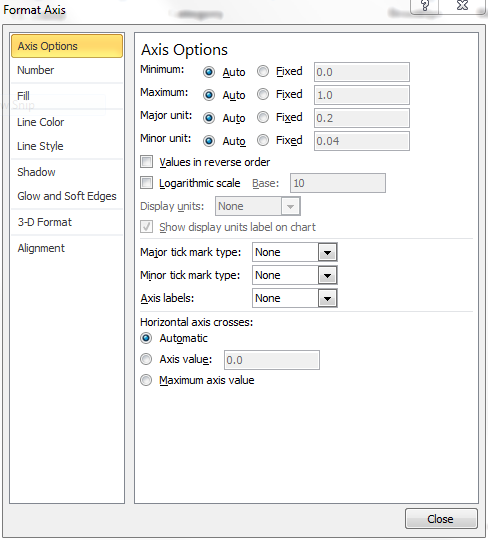 Format Axis
Axis Options
Number
Fill
Line Color
Line Style
Shadow
Glow and Soft Edges
3-D Format
Alignment
Axis Options
Minimum: Auto Fixed 0.0
Maximum: Auto Fixed 1.0
Major unit: Auto Fixed 0.2
Minor unit: Auto Fixed 0.04
Values in reverse order
Logarithmic scale Base: 10
Display units: None
Show display units label on chart
Major tick mark type: None
Minor tick mark type: None
Axis labels: None
Horizontal axis crosses:
Automatic
Axis value: 0.0
Maximum axis value
Close